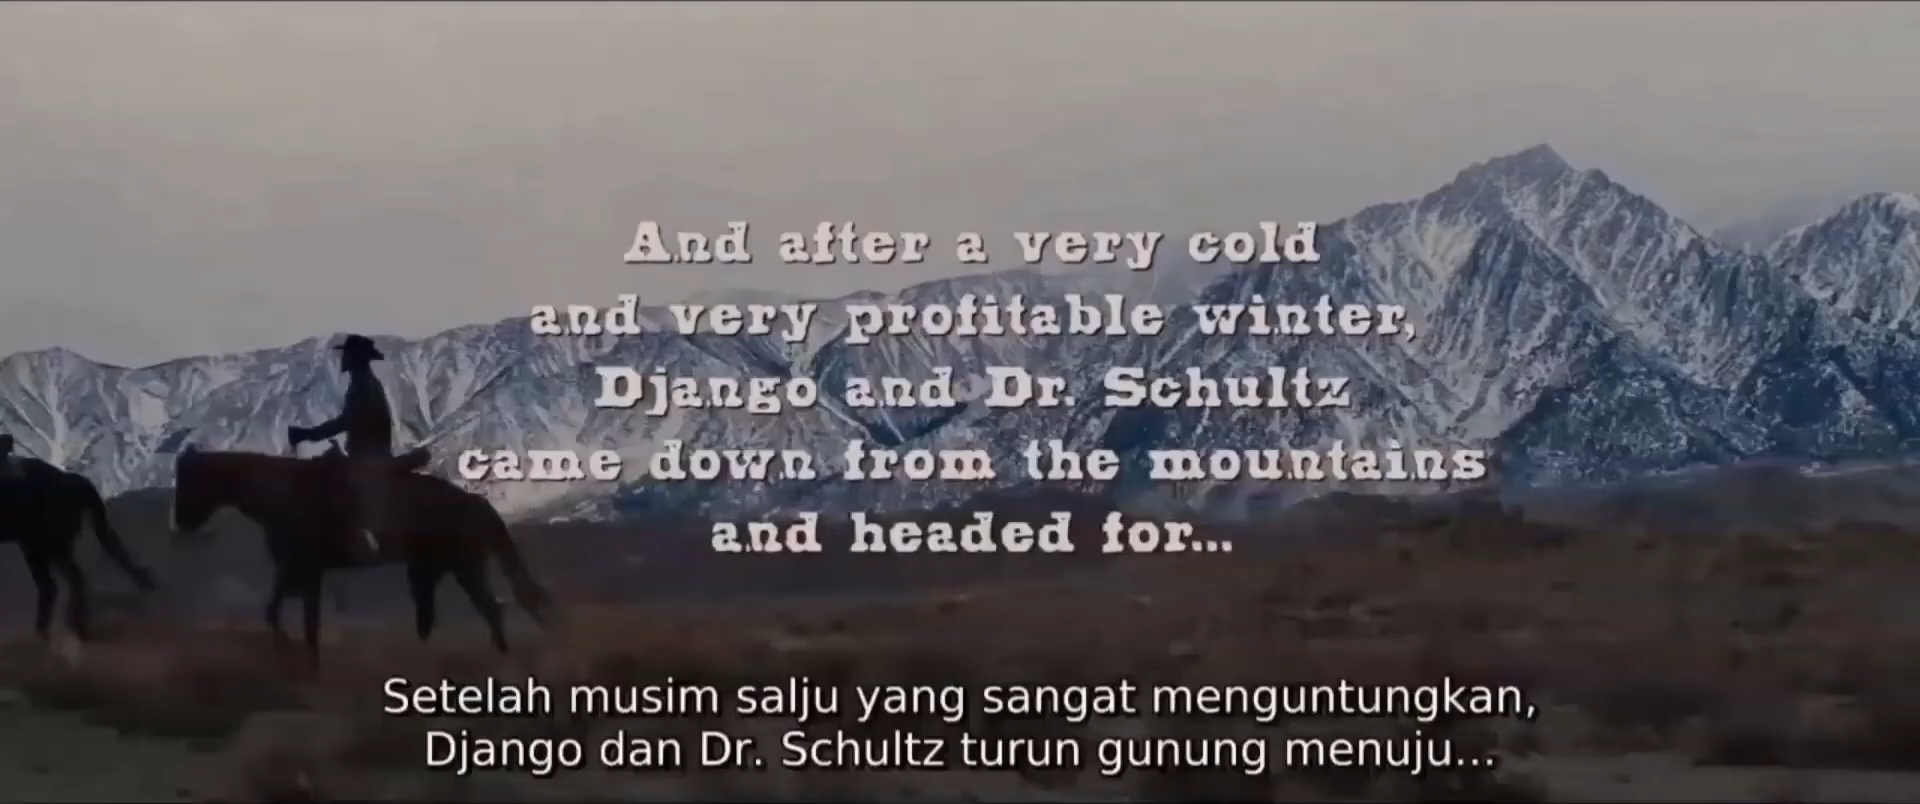 And after a very cold
and very profitable winter,
Django and Dr. Schultz
came down from the mountains
and headed for...
Setelah musim salju yang sangat menguntungkan,
Django dan Dr. Schultz turun gunung menuju...